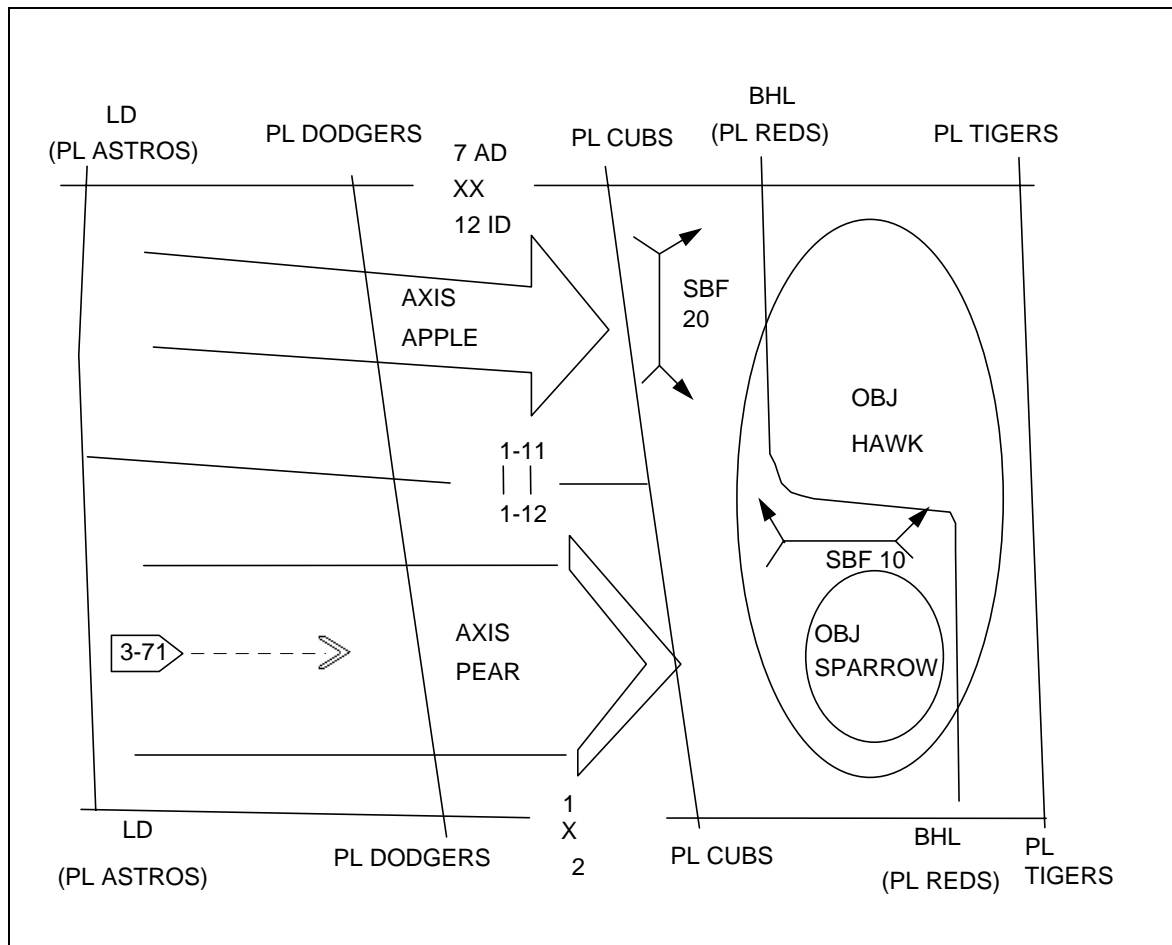 LD
(PL ASTROS)
PL DODGERS
7 AD
XX
12 ID
PL CUBS
BHL
(PL REDS)
PL TIGERS
AXIS
APPLE
SBF
20
OBJ
HAWK
1-11
| |
1-12
SBF 10
3-71
AXIS
PEAR
OBJ
SPARROW
LD
(PL ASTROS)
PL DODGERS
1
X
2
PL CUBS
BHL
(PL REDS)
PL
TIGERS